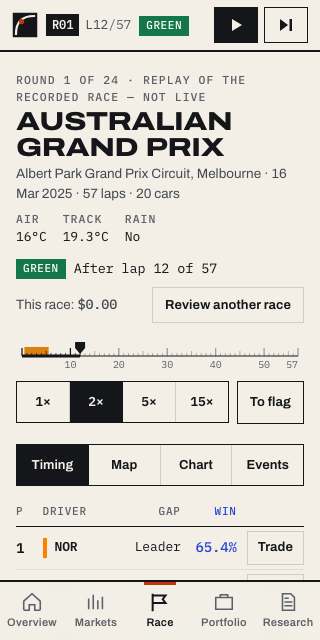 R01 L12/57 GREEN
ROUND 1 OF 24 · REPLAY OF THE
RECORDED RACE — NOT LIVE
AUSTRALIAN
GRAND PRIX
Albert Park Grand Prix Circuit, Melbourne · 16
Mar 2025 · 57 laps · 20 cars
AIR TRACK RAIN
16°C 19.3°C No
GREEN After lap 12 of 57
This race: $0.00 Review another race
10 20 30 40 50 57
1× 2× 5× 15× To flag
Timing Map Chart Events
P DRIVER GAP WIN
1 NOR Leader 65.4% Trade
Overview Markets Race Portfolio Research